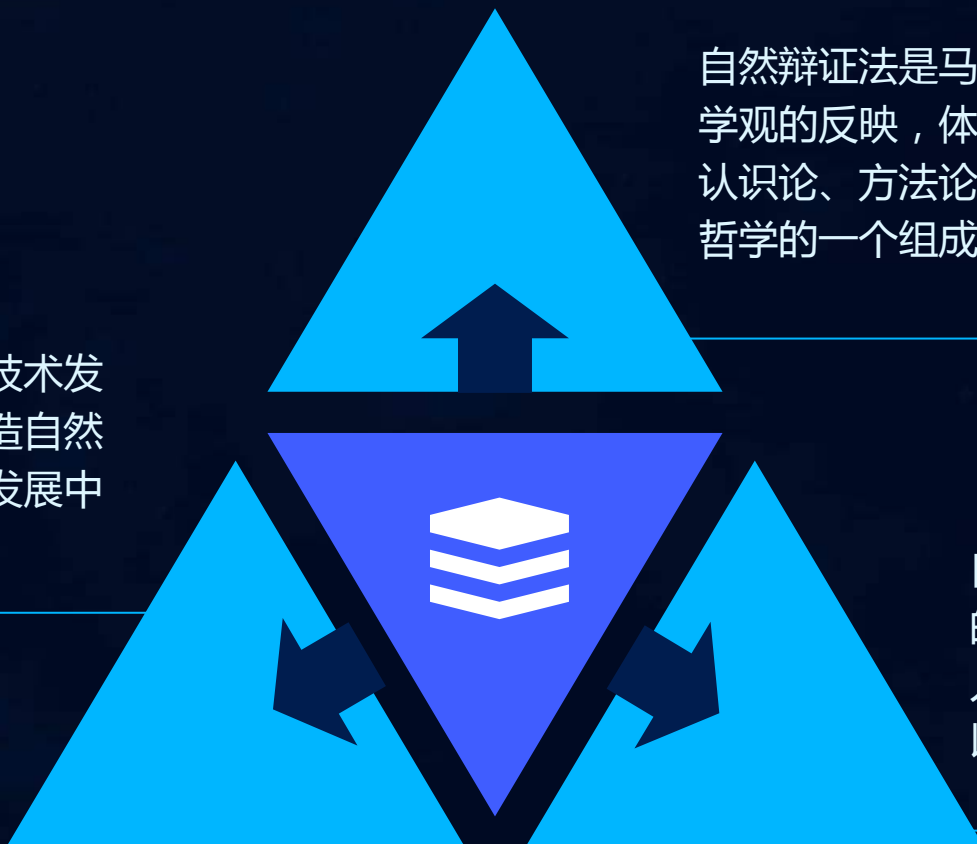 自然辩证法是马
学观的反映，体
认识论、方法论
哲学的一个组成
技术发
造自然
发展中